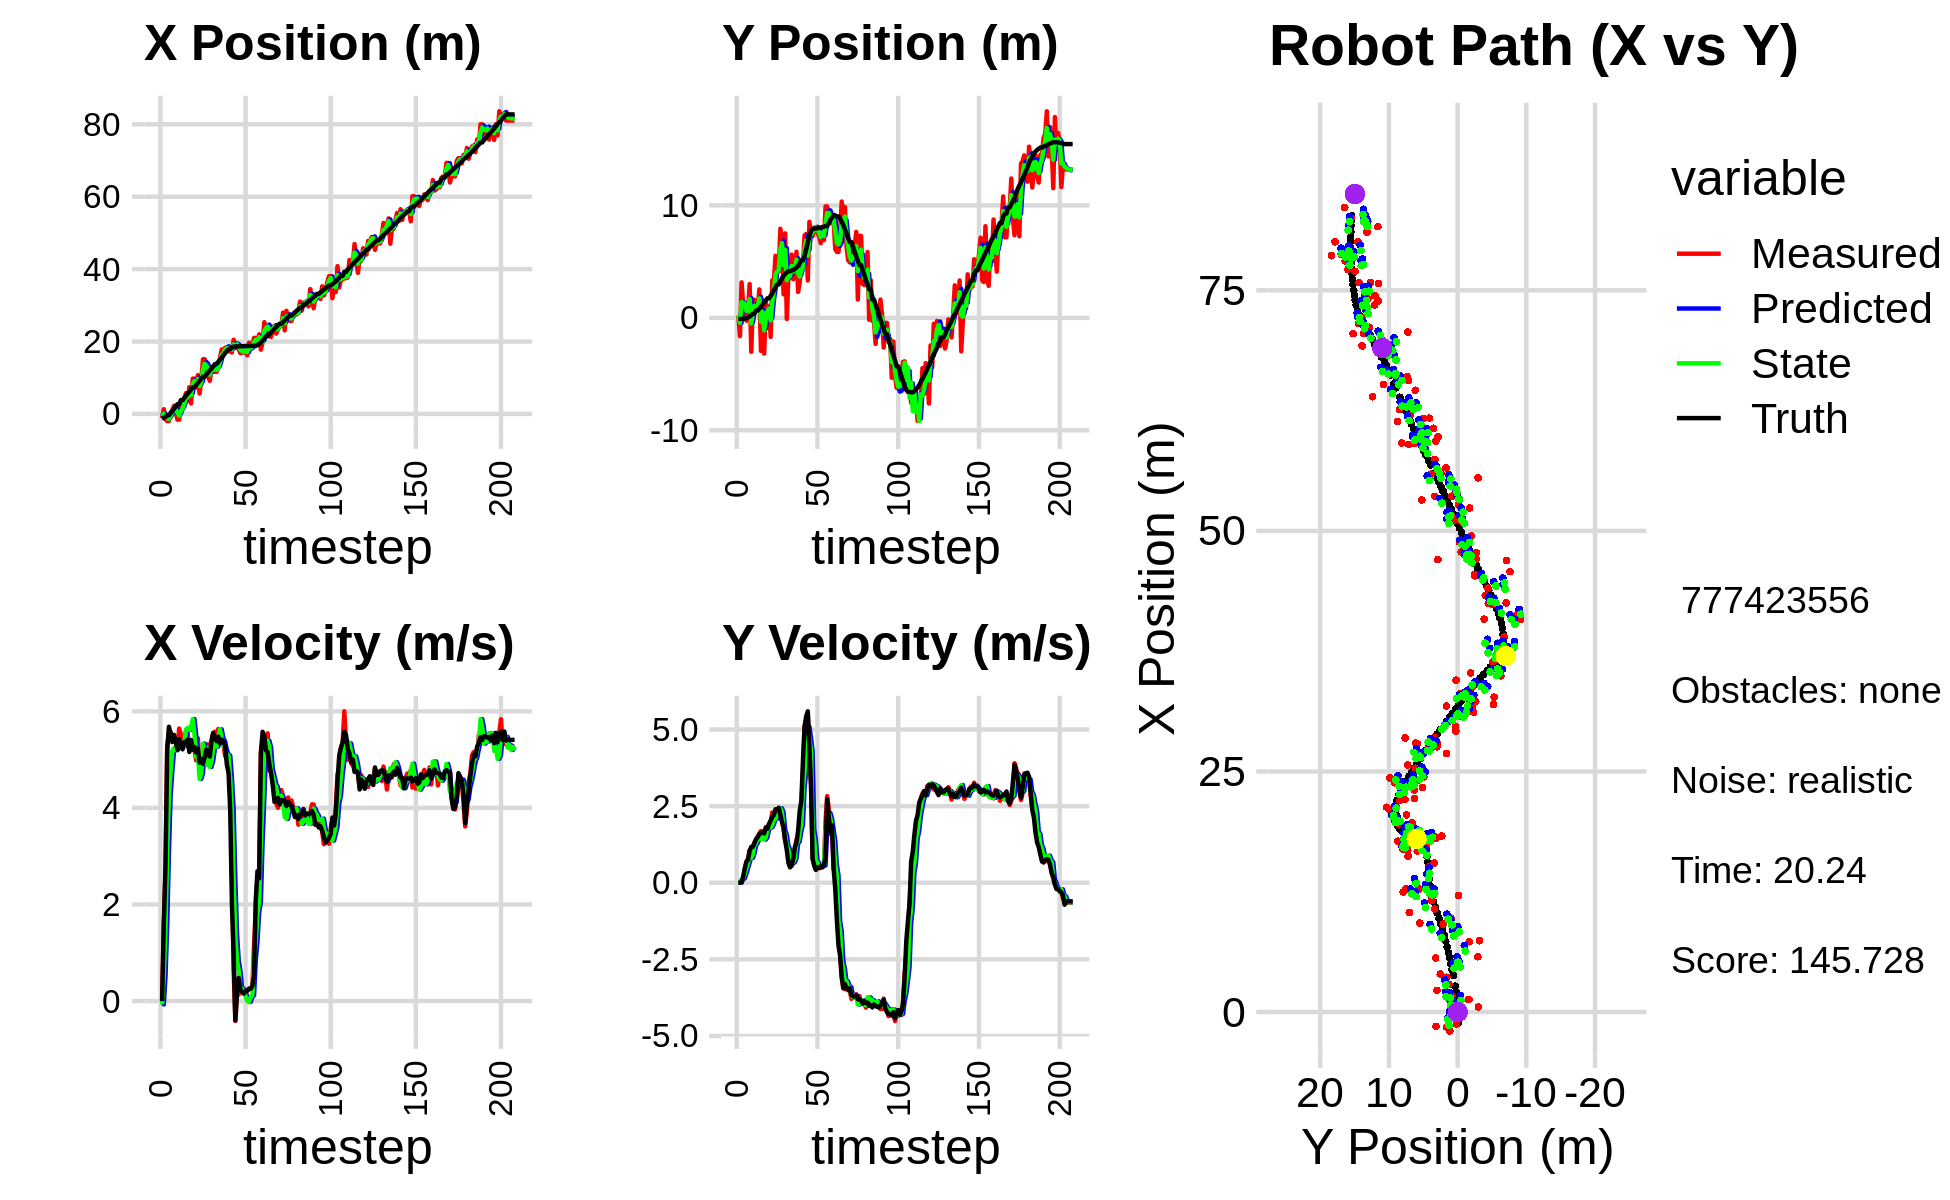 X Position (m)
80
60
40
20
0
0
50
100
150
200
timestep
Y Position (m)
10
0
-10
0
50
100
150
200
timestep
X Velocity (m/s)
6
4
2
0
0
50
100
150
200
timestep
Y Velocity (m/s)
5.0
2.5
0.0
-2.5
-5.0
0
50
100
150
200
timestep
Robot Path (X vs Y)
X Position (m)
75
50
25
0
20 10 0 -10 -20
Y Position (m)
variable
Measured
Predicted
State
Truth
777423556
Obstacles: none
Noise: realistic
Time: 20.24
Score: 145.728